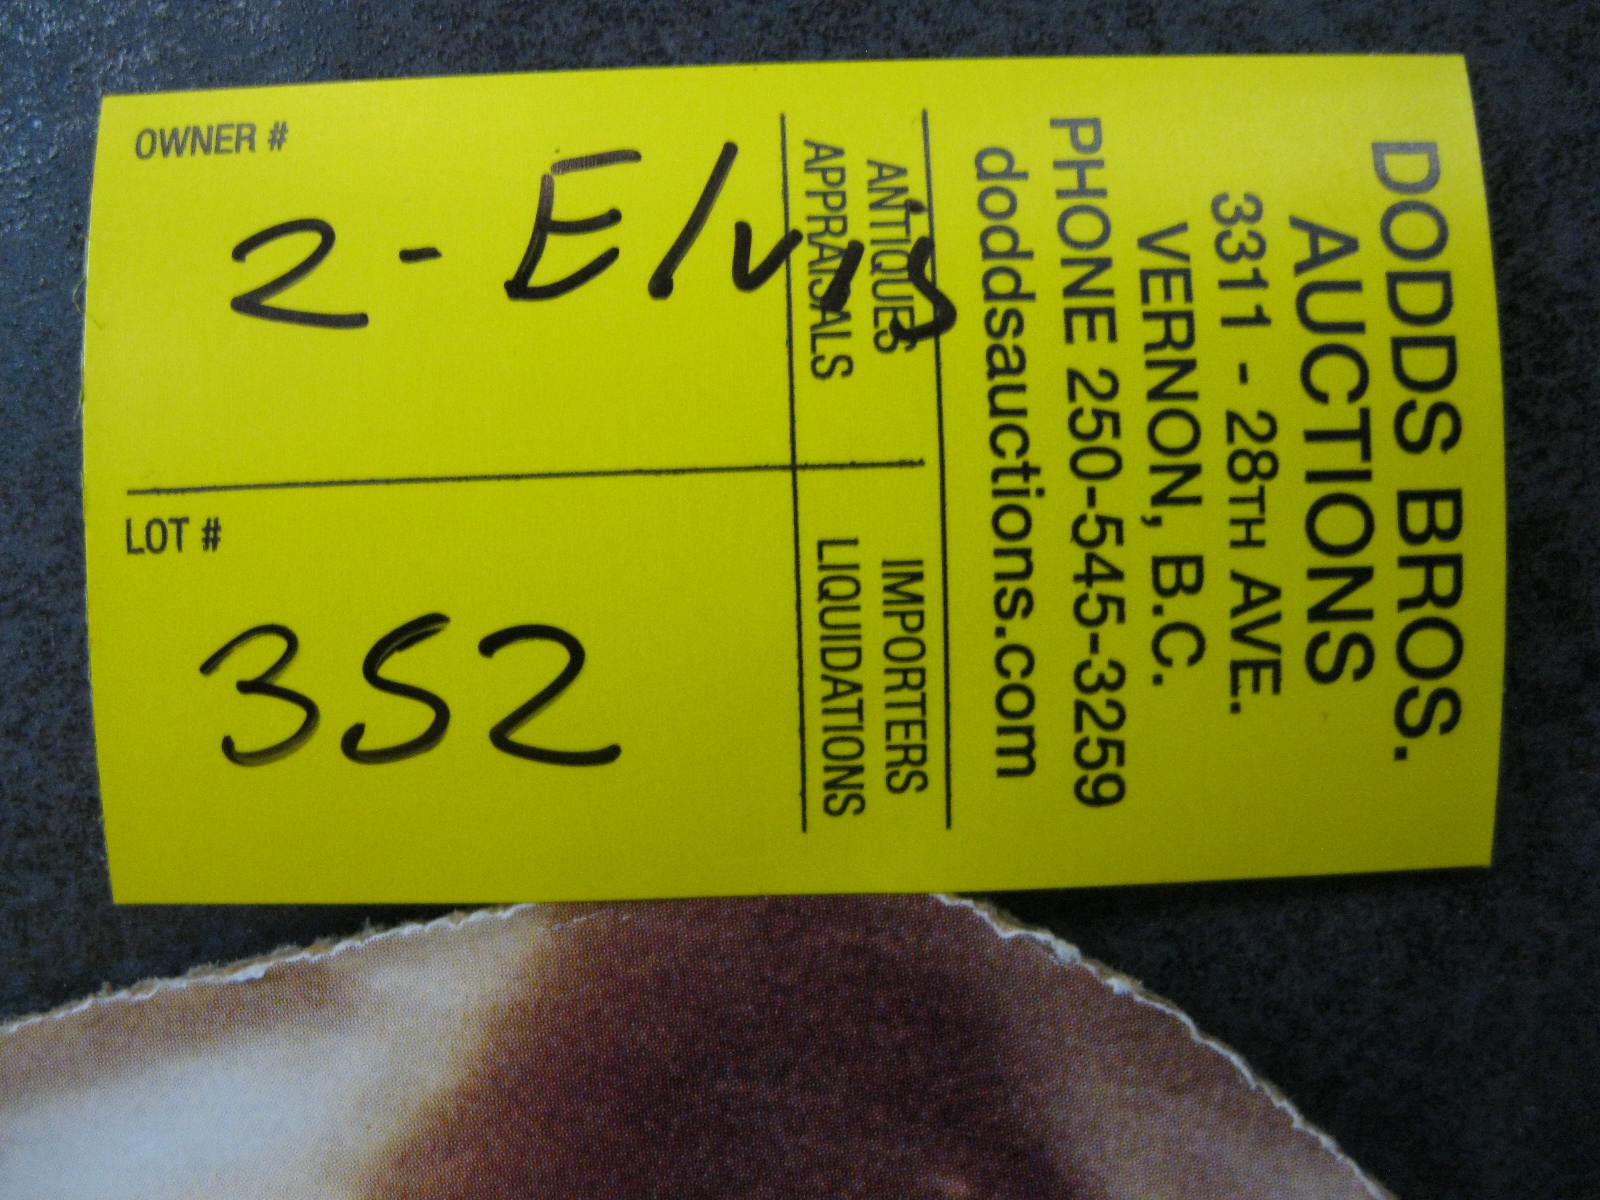 DODDS BROS.
AUCTIONS
3311 - 28TH AVE.
VERNON, B.C.
PHONE 250-545-3259
doddsauctions.com
ANTIQUES
APPRAISALS
IMPORTERS
LIQUIDATIONS
OWNER #
2 - Elvis
LOT #
352